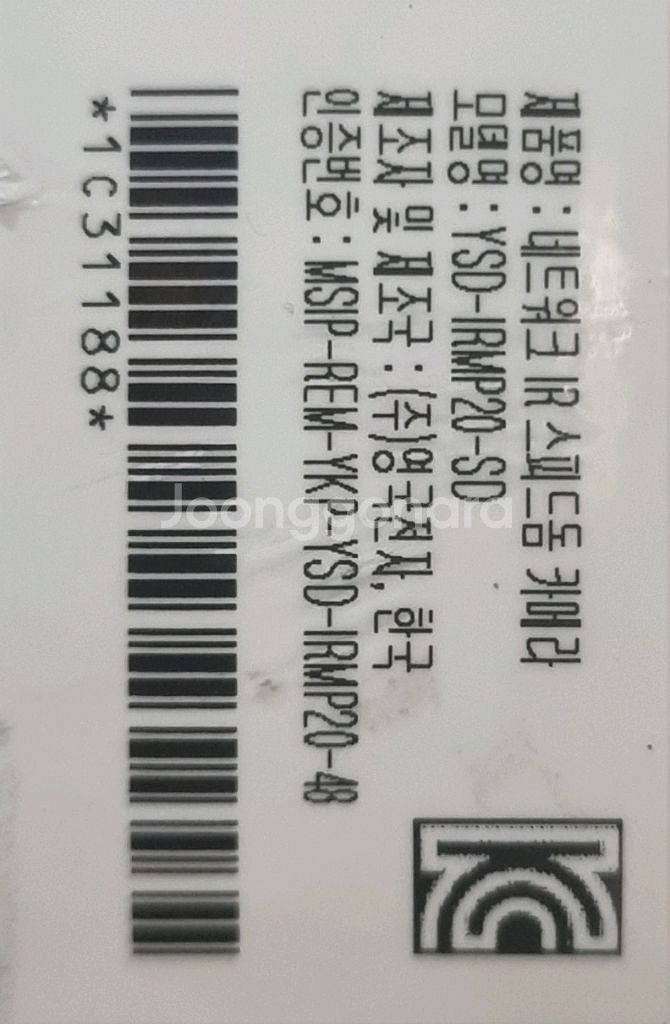 제품명 : 네트워크 IR 스피드돔 카메라
모델명 : YSD-IRMP20-SD
제조자 및 제조국 : (주)영국전자, 한국
인증번호 : MSIP-REM-YKP-YSD-IRMP20-48
*1C31188*
Joonggonara